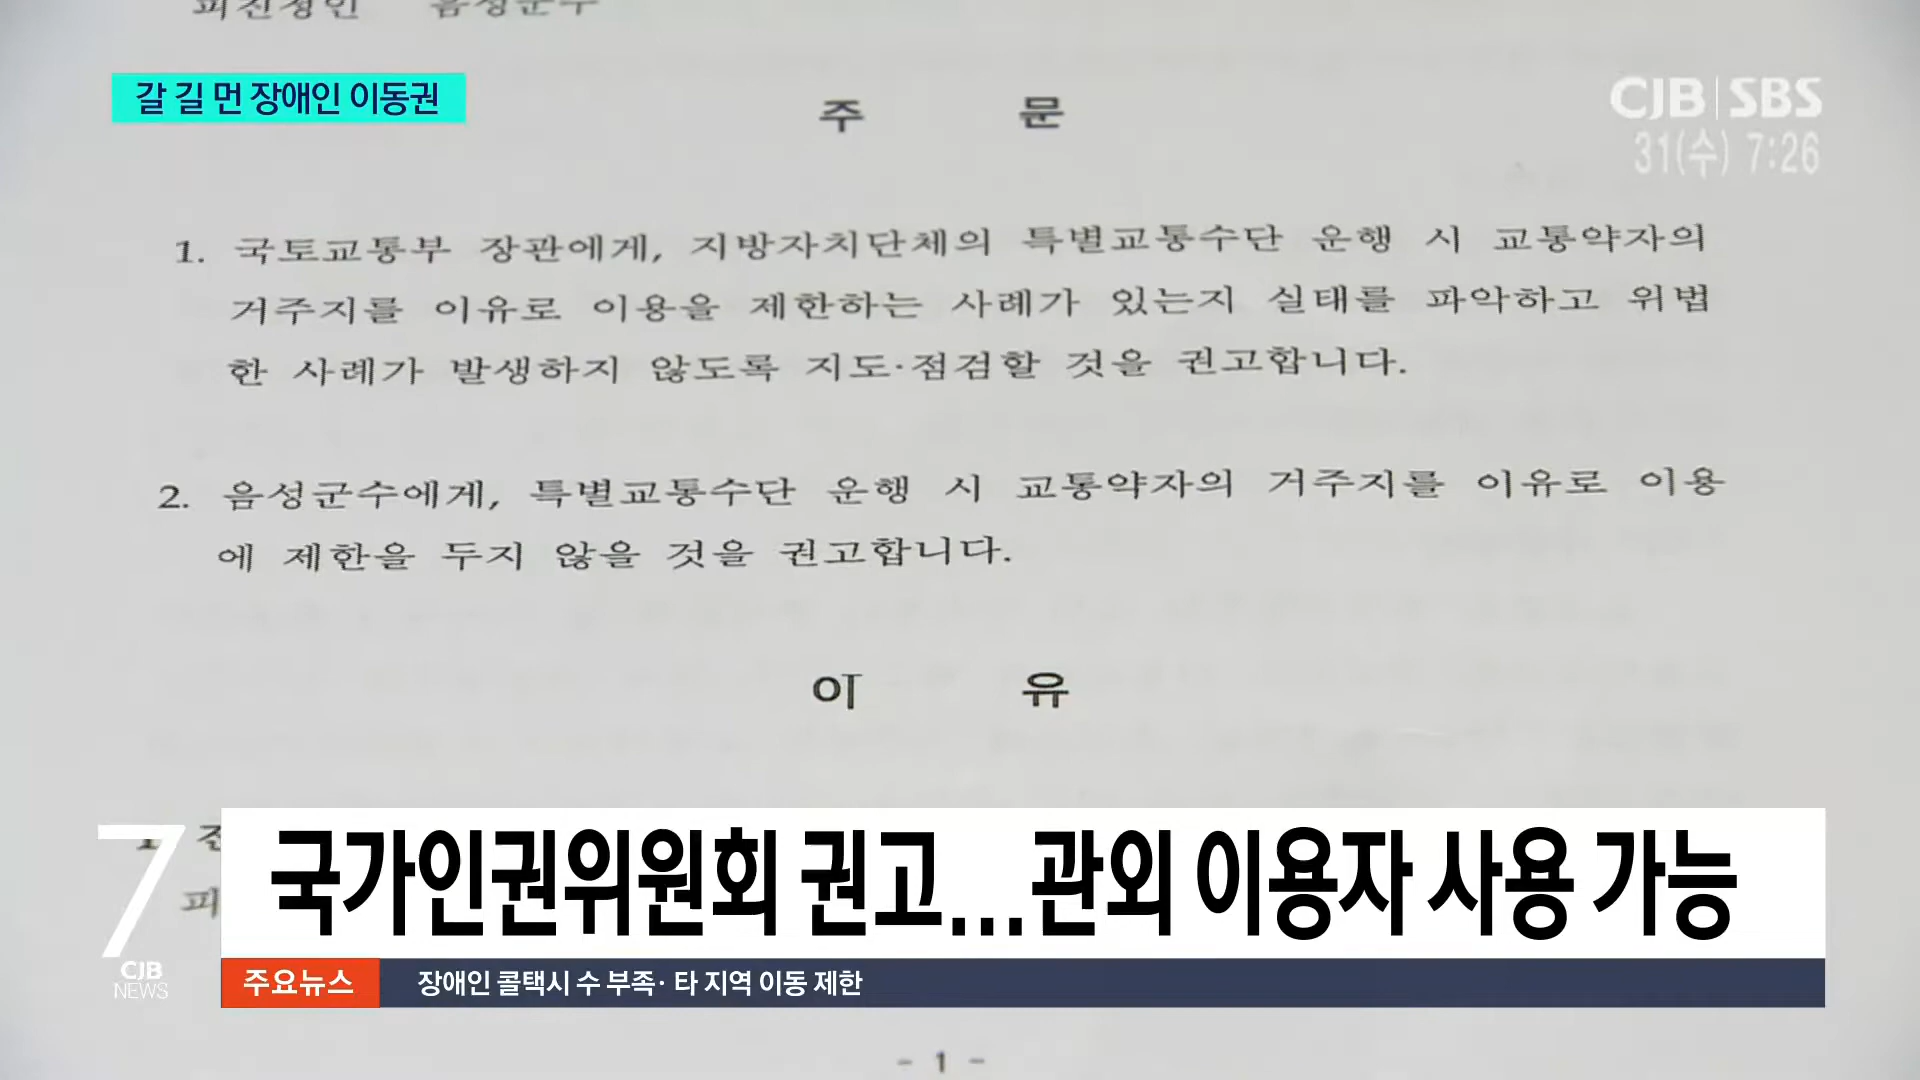 피진정인 음성군수
갈 길 먼 장애인 이동권
CJB SBS
31(수) 7:26
주 문
1. 국토교통부 장관에게, 지방자치단체의 특별교통수단 운행 시 교통약자의
거주지를 이유로 이용을 제한하는 사례가 있는지 실태를 파악하고 위법
한 사례가 발생하지 않도록 지도·점검할 것을 권고합니다.
2. 음성군수에게, 특별교통수단 운행 시 교통약자의 거주지를 이유로 이용
에 제한을 두지 않을 것을 권고합니다.
이 유
7
CJB
NEWS
국가인권위원회 권고...관외 이용자 사용 가능
주요뉴스 장애인 콜택시 수 부족· 타 지역 이동 제한
- 1 -